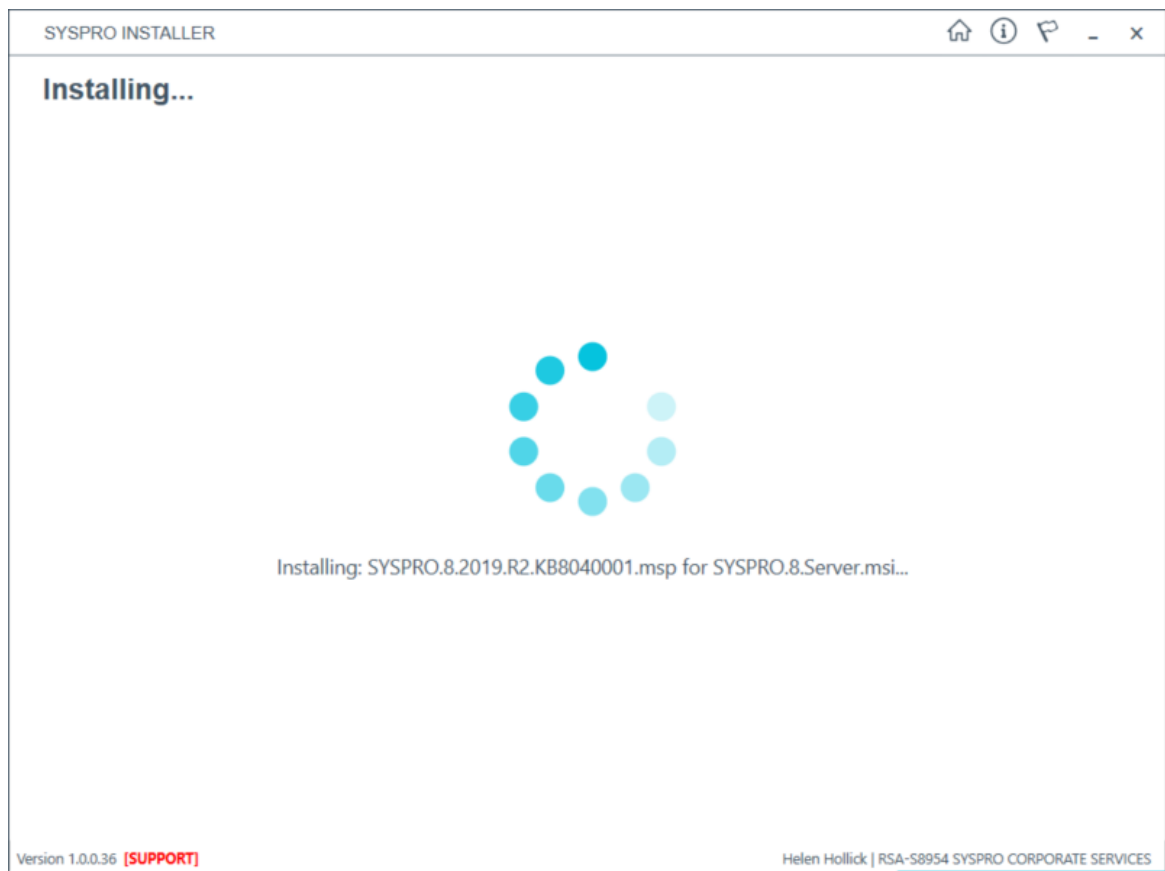 SYSPRO INSTALLER
Installing...
Installing: SYSPRO.8.2019.R2.KB8040001.msp for SYSPRO.8.Server.msi...
Version 1.0.0.36 [SUPPORT]
Helen Hollick | RSA-S8954 SYSPRO CORPORATE SERVICES